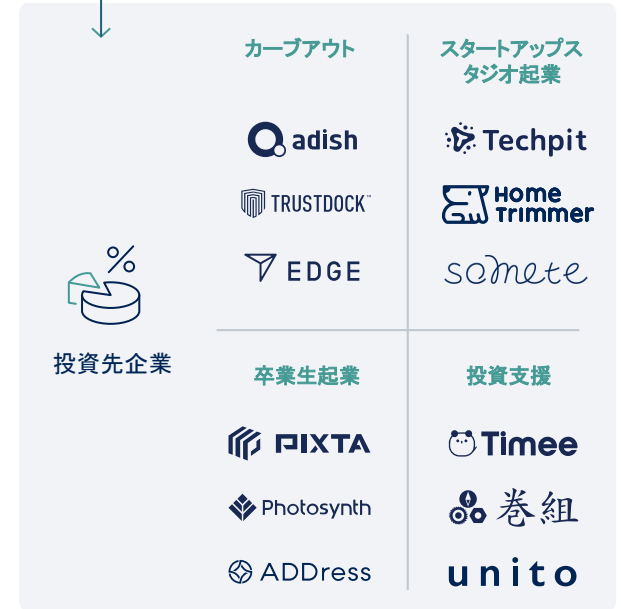 カーブアウト
adish
TRUSTDOCK™
EDGE
スタートアップス
タジオ起業
Techpit
Home
Trimmer
somete
%
投資先企業
卒業生起業
PIXTA
Photosynth
ADDress
投資支援
Timee
巻組
unito